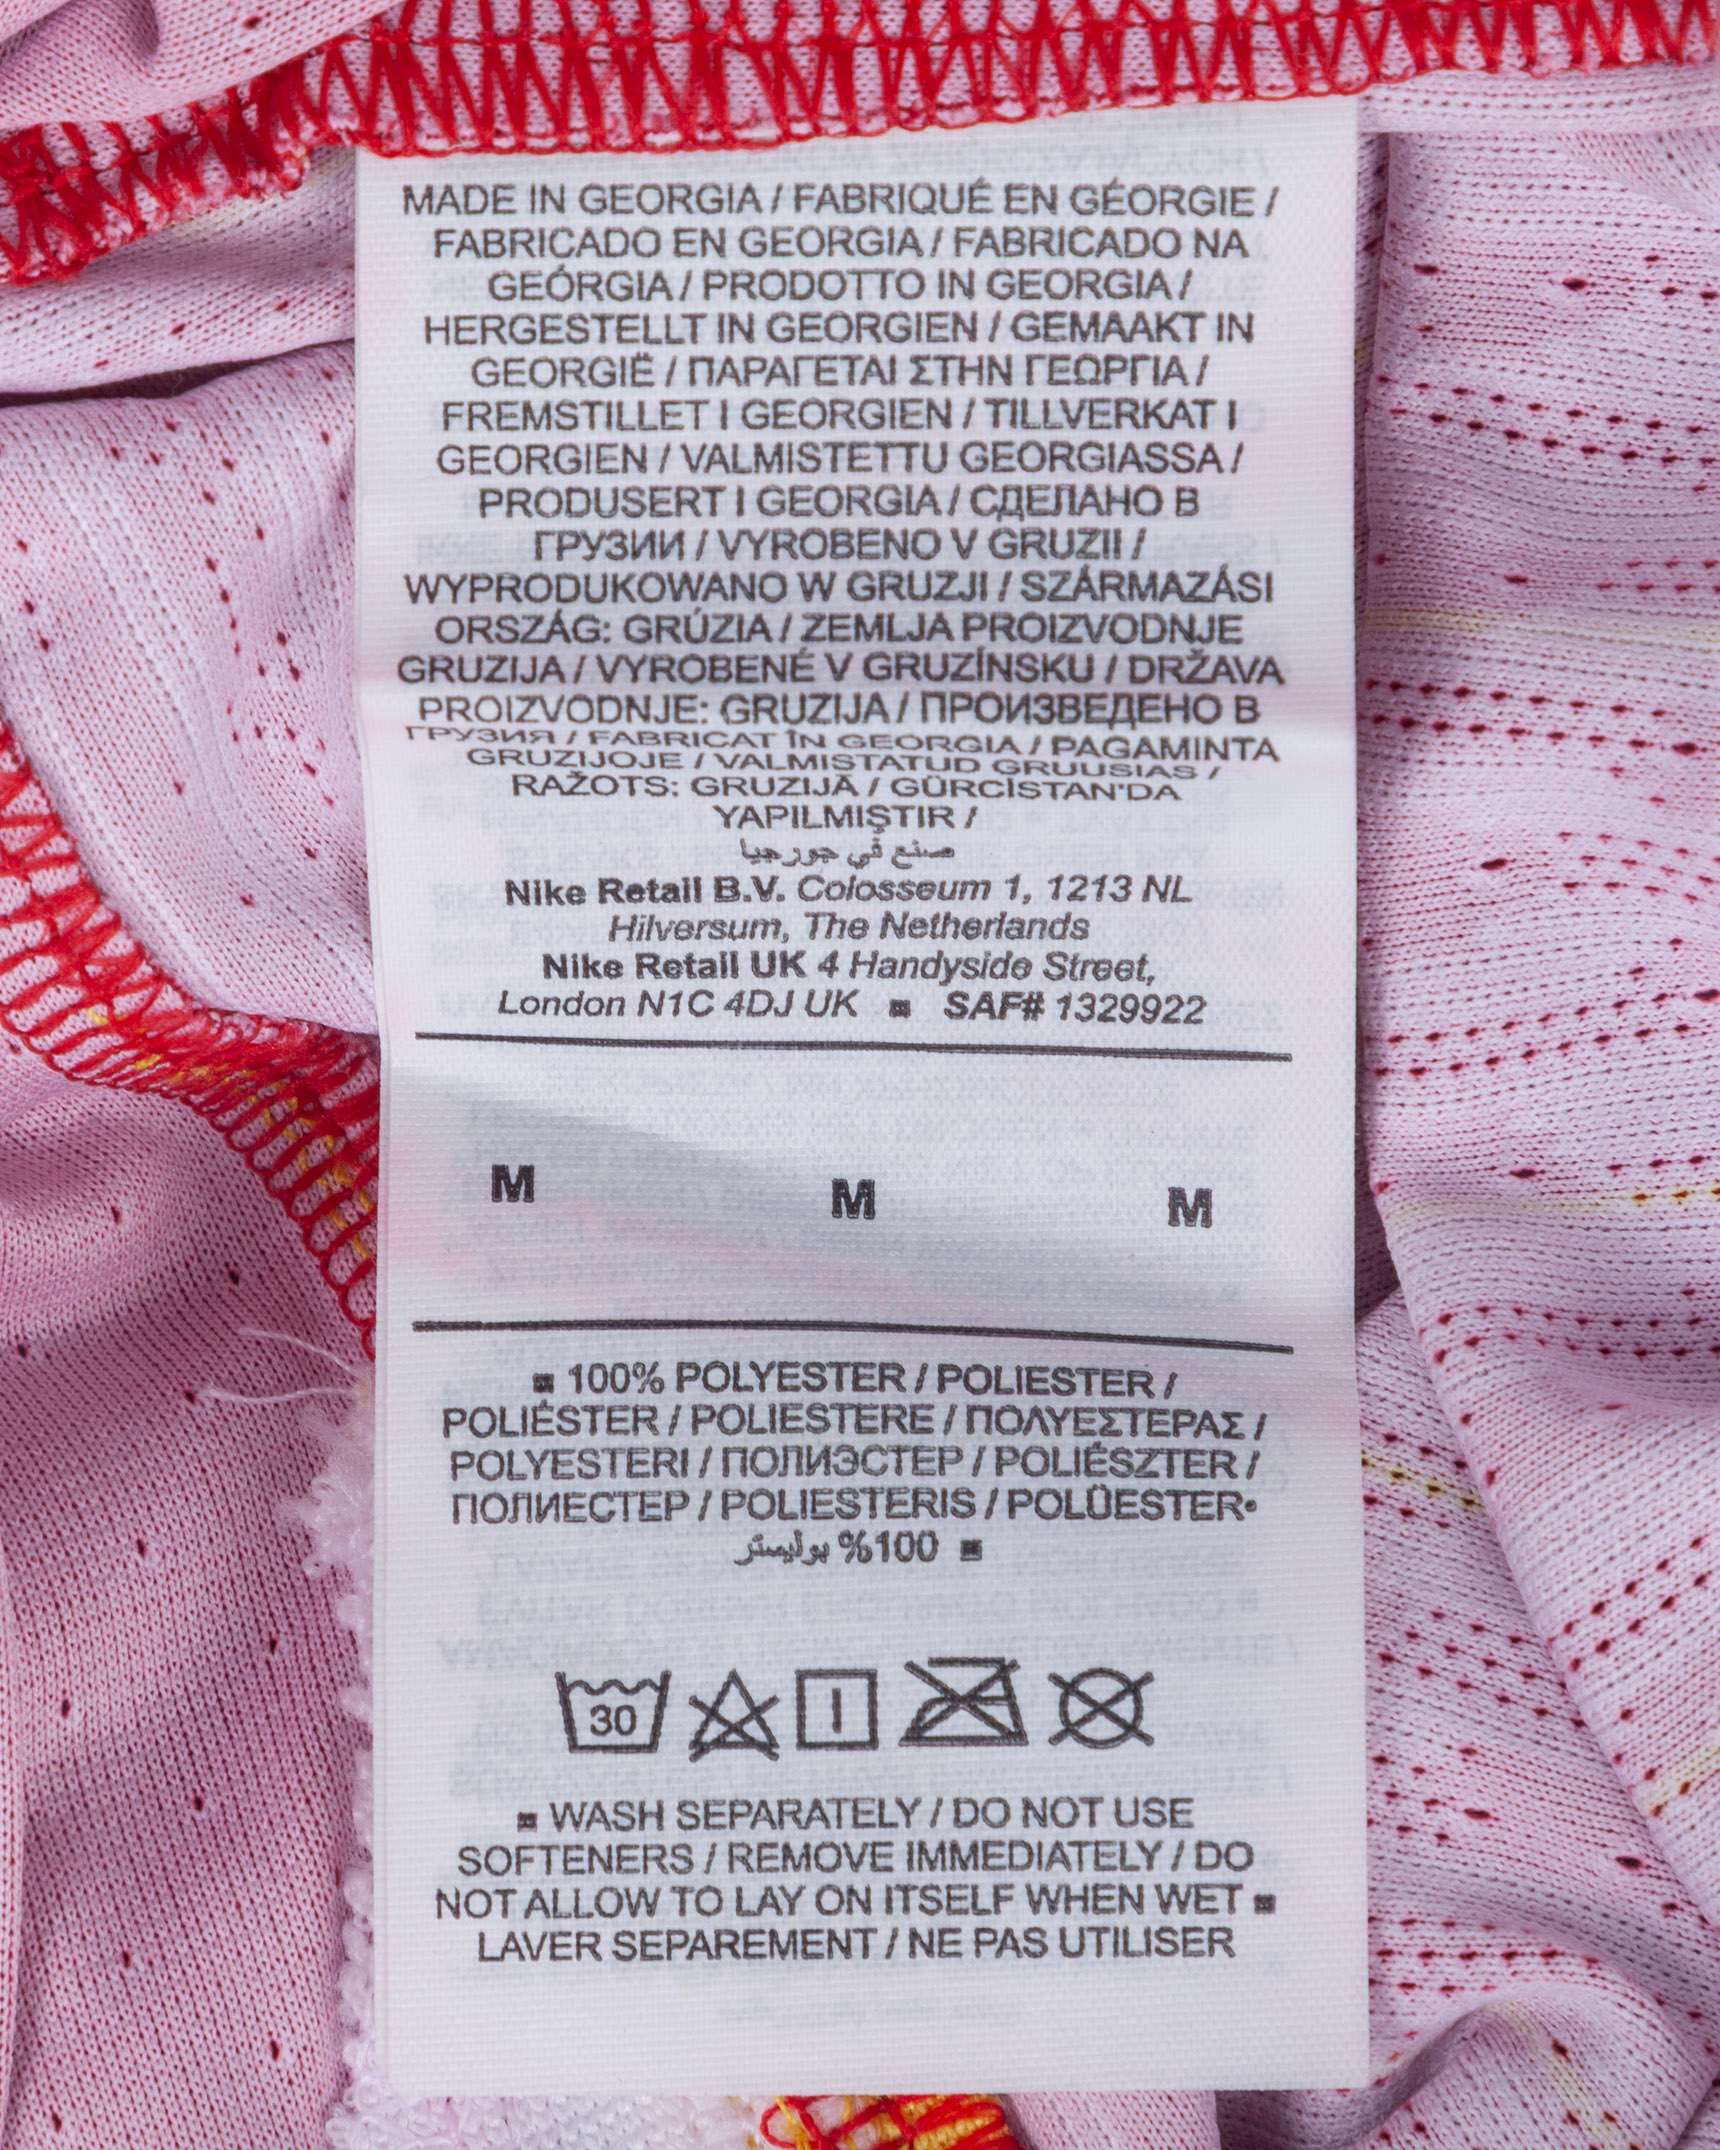 MADE IN GEORGIA / FABRIQUÉ EN GÉORGIE /
FABRICADO EN GEORGIA / FABRICADO NA
GEÓRGIA / PRODOTTO IN GEORGIA /
HERGESTELLT IN GEORGIEN / GEMAAKT IN
GEORGIË / ΠΑΡΑΓΕΤΑΙ ΣΤΗΝ ΓΕΩΡΓΙΑ /
FREMSTILLET I GEORGIEN / TILLVERKAT I
GEORGIEN / VALMISTETTU GEORGIASSA /
PRODUSERT I GEORGIA / СДЕЛАНО В
ГРУЗИИ / VYROBENO V GRUZII /
WYPRODUKOWANO W GRUZJI / SZÁRMAZÁSI
ORSZÁG: GRÚZIA / ZEMLJA PROIZVODNJE
GRUZIJA / VYROBENÉ V GRUZÍNSKU / DRŽAVA
PROIZVODNJE: GRUZIJA / ПРОИЗВЕДЕНО В
ГРУЗИЯ / FABRICAT ÎN GEORGIA / PAGAMINTA
GRUZIJOJE / VALMISTATUD GRUUSIAS /
RAŽOTS: GRUZIJĀ / GÜRCİSTAN'DA
YAPILMIŞTIR /
صنع في جورجيا
Nike Retail B.V. Colosseum 1, 1213 NL
Hilversum, The Netherlands
Nike Retail UK 4 Handyside Street,
London N1C 4DJ UK ▪ SAF# 1329922
M M M
▪ 100% POLYESTER / POLIESTER /
POLIÉSTER / POLIESTERE / ΠΟΛΥΕΣΤΕΡΑΣ /
POLYESTERI / ПОЛИЭСТЕР / POLIÉSZTER /
ПОЛИЕСТЕР / POLIESTERIS / POLÜESTER•
100% بوليستر ▪
30
▪ WASH SEPARATELY / DO NOT USE
SOFTENERS / REMOVE IMMEDIATELY / DO
NOT ALLOW TO LAY ON ITSELF WHEN WET ▪
LAVER SEPAREMENT / NE PAS UTILISER